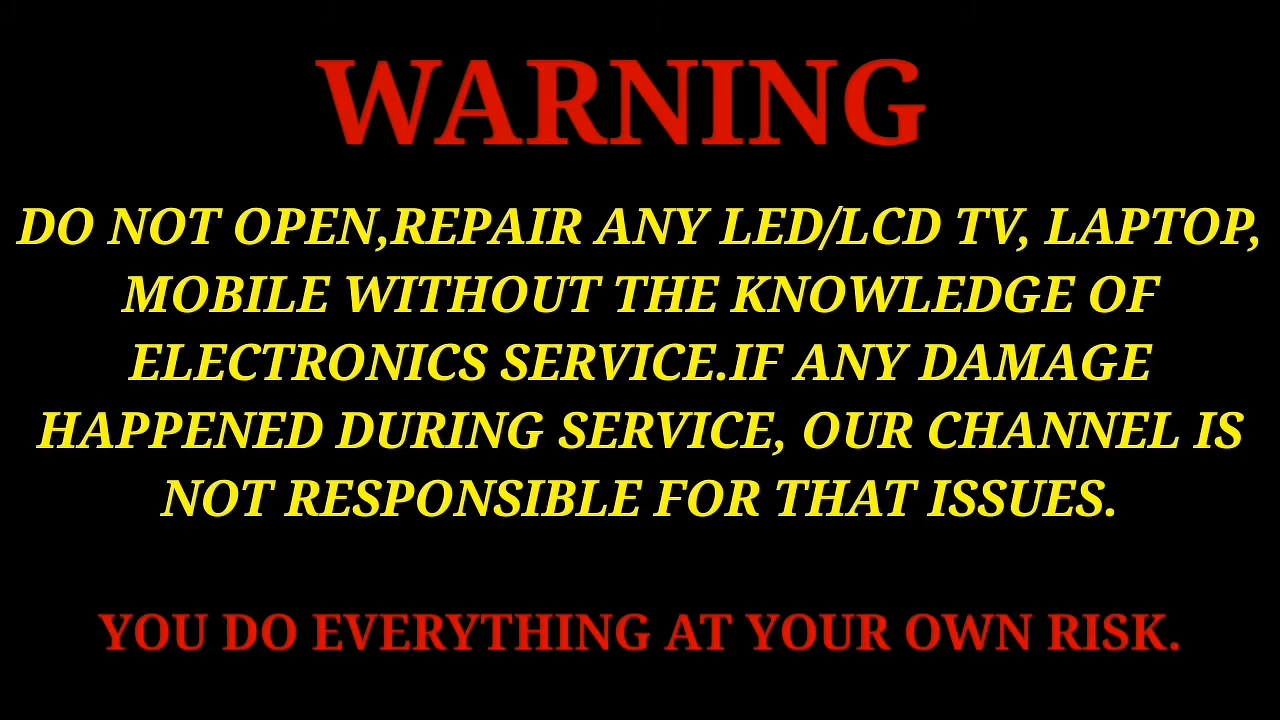 WARNING
DO NOT OPEN,REPAIR ANY LED/LCD TV, LAPTOP,
MOBILE WITHOUT THE KNOWLEDGE OF
ELECTRONICS SERVICE.IF ANY DAMAGE
HAPPENED DURING SERVICE, OUR CHANNEL IS
NOT RESPONSIBLE FOR THAT ISSUES.
YOU DO EVERYTHING AT YOUR OWN RISK.